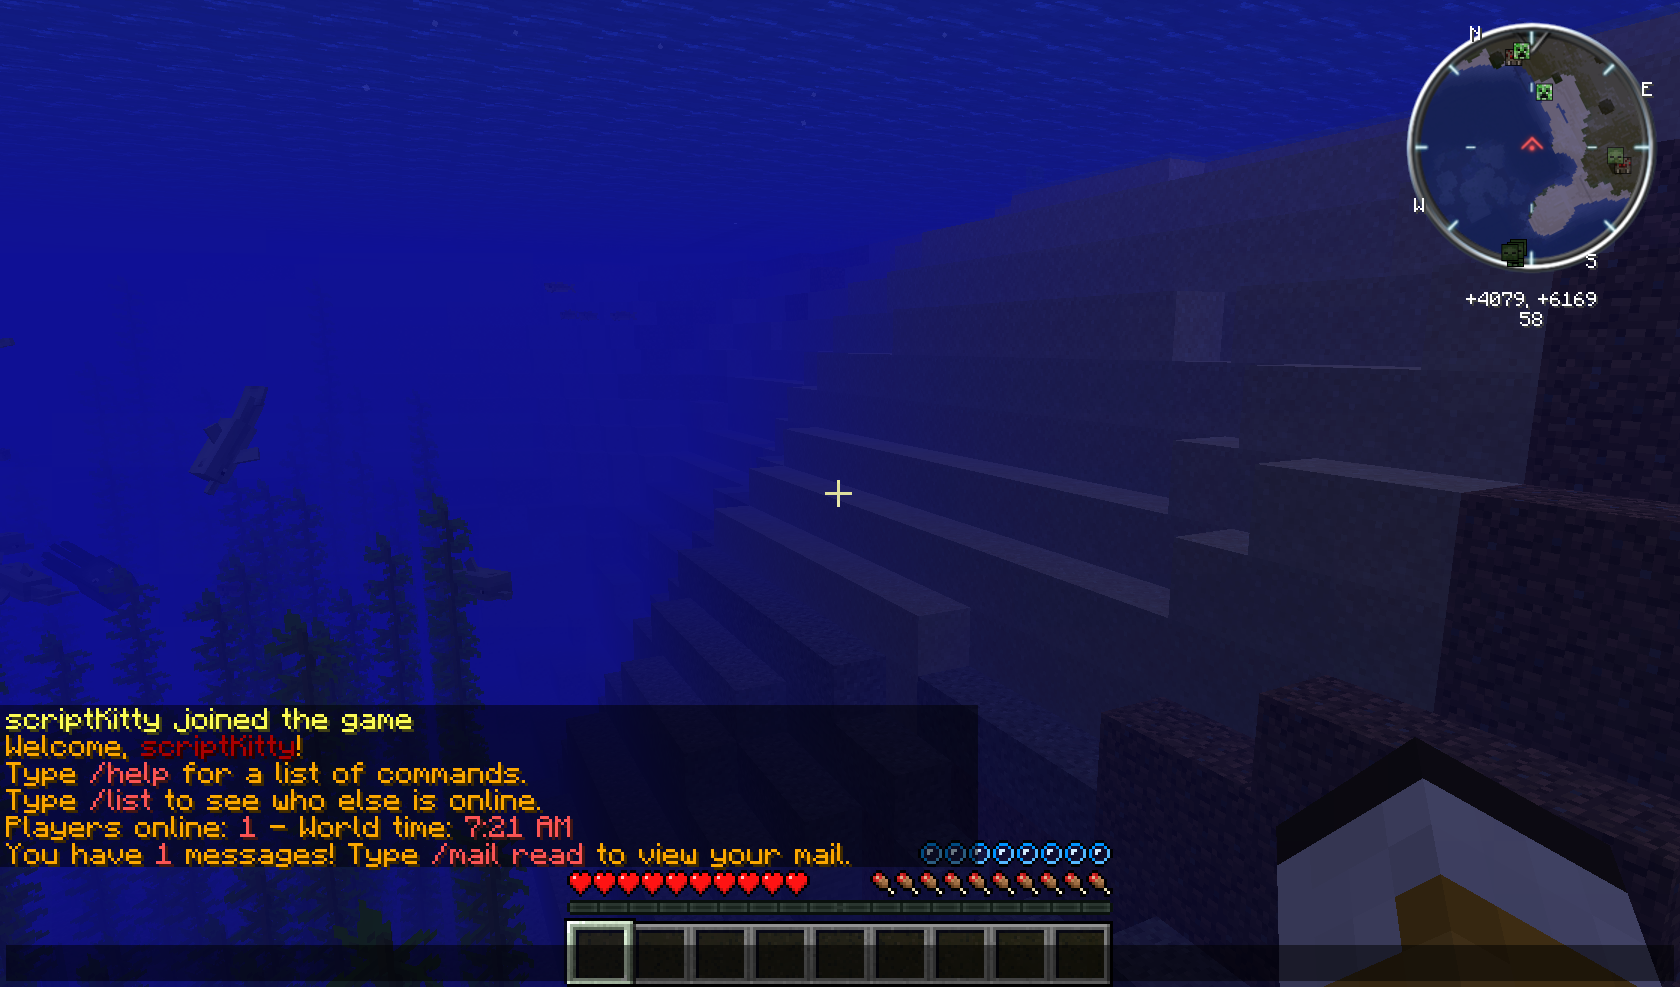 N
E
W
S
+4079, +6169
58
scriptKitty joined the game
Welcome, scriptKitty!
Type /help for a list of commands.
Type /list to see who else is online.
Players online: 1 - World time: 7:21 AM
You have 1 messages! Type /mail read to view your mail.